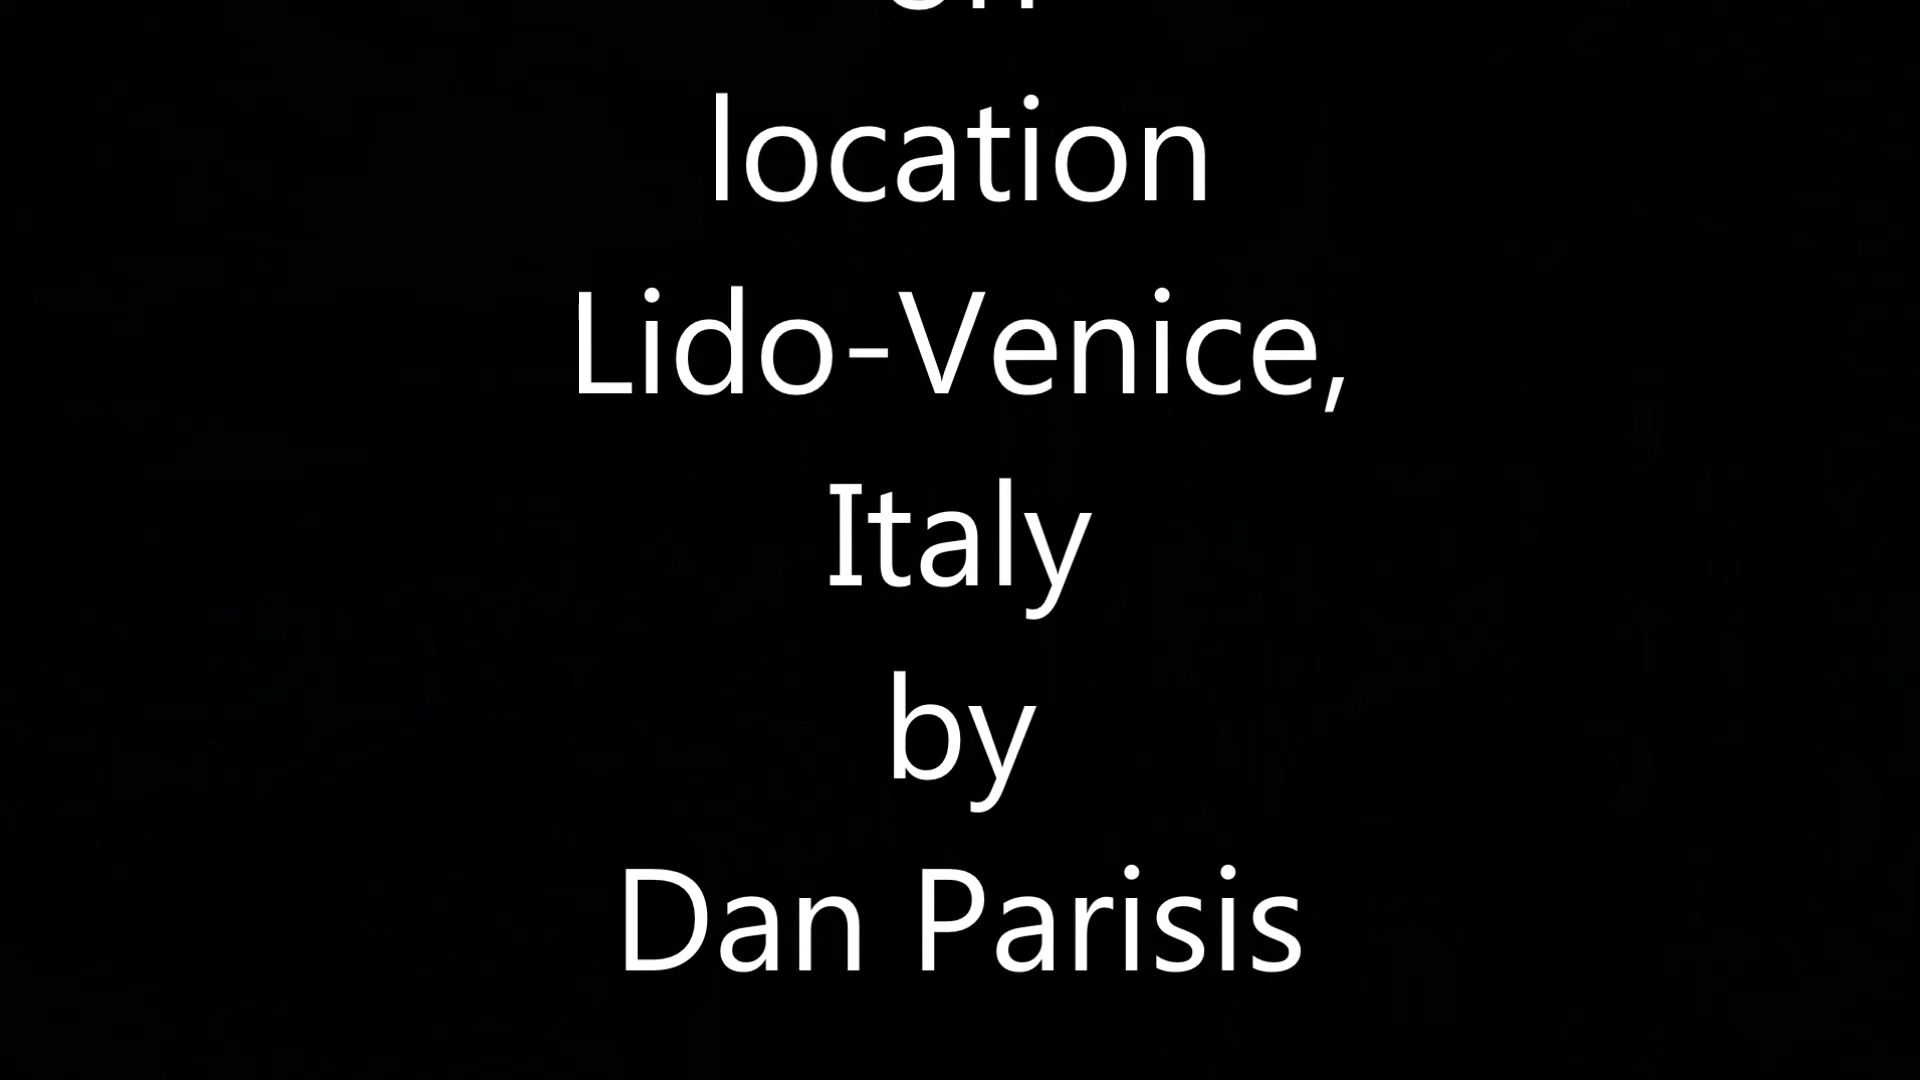 location
Lido-Venice,
Italy
by
Dan Parisis